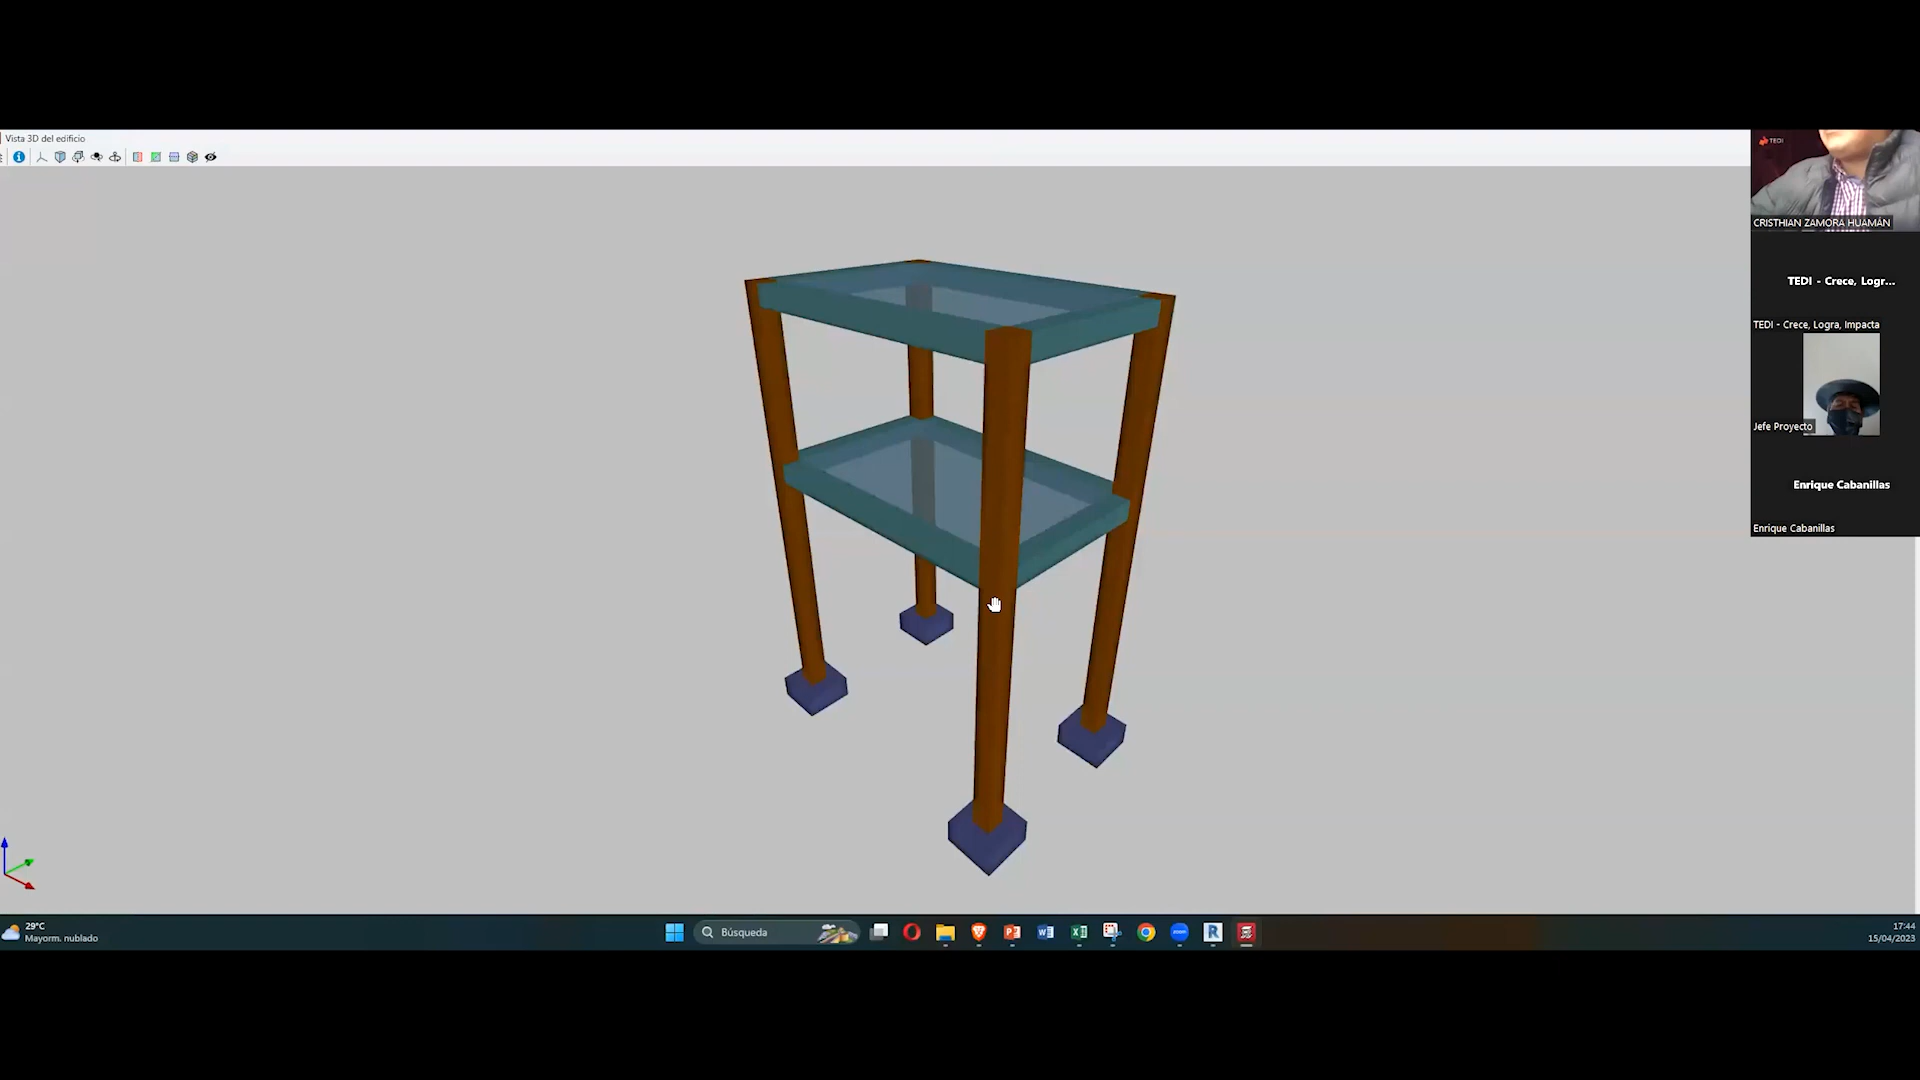 Vista 3D del edificio
TEDI
CRISTHIAN ZAMORA HUAMÁN
TEDI - Crece, Logr...
TEDI - Crece, Logra, Impacta
Jefe Proyecto
Enrique Cabanillas
Enrique Cabanillas
29°C
Mayorm. nublado
Búsqueda
17:44
15/04/2023